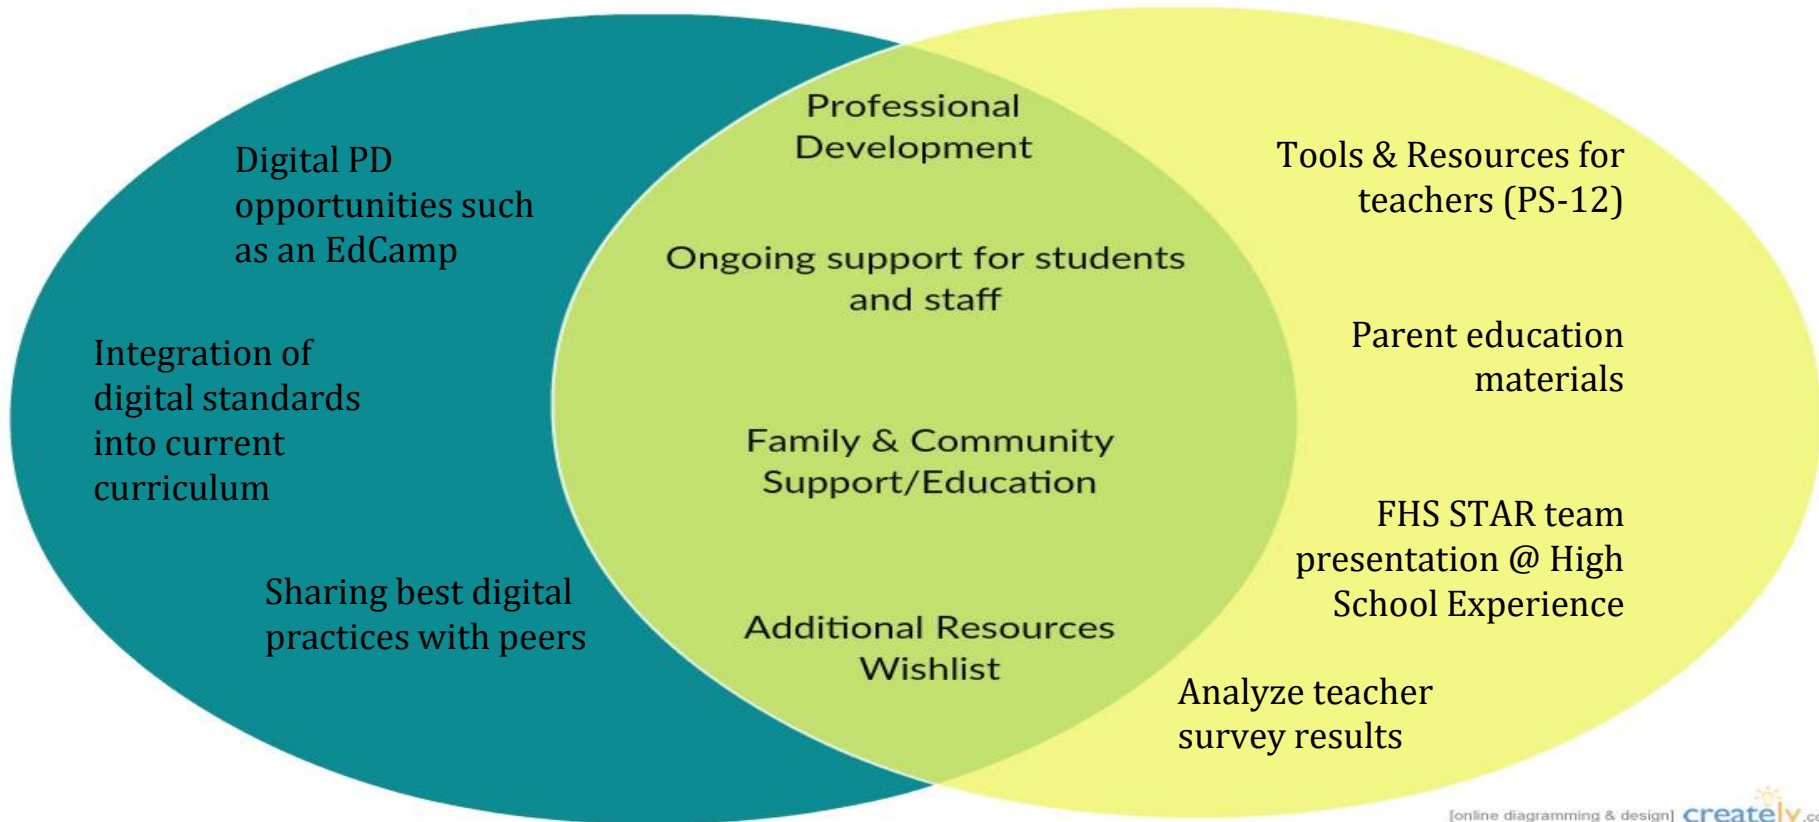 Digital PD
opportunities such
as an EdCamp
Integration of
digital standards
into current
curriculum
Sharing best digital
practices with peers
Professional
Development
Ongoing support for students
and staff
Family & Community
Support/Education
Additional Resources
Wishlist
Tools & Resources for
teachers (PS-12)
Parent education
materials
FHS STAR team
presentation @ High
School Experience
Analyze teacher
survey results
[online diagramming & design] creately.co